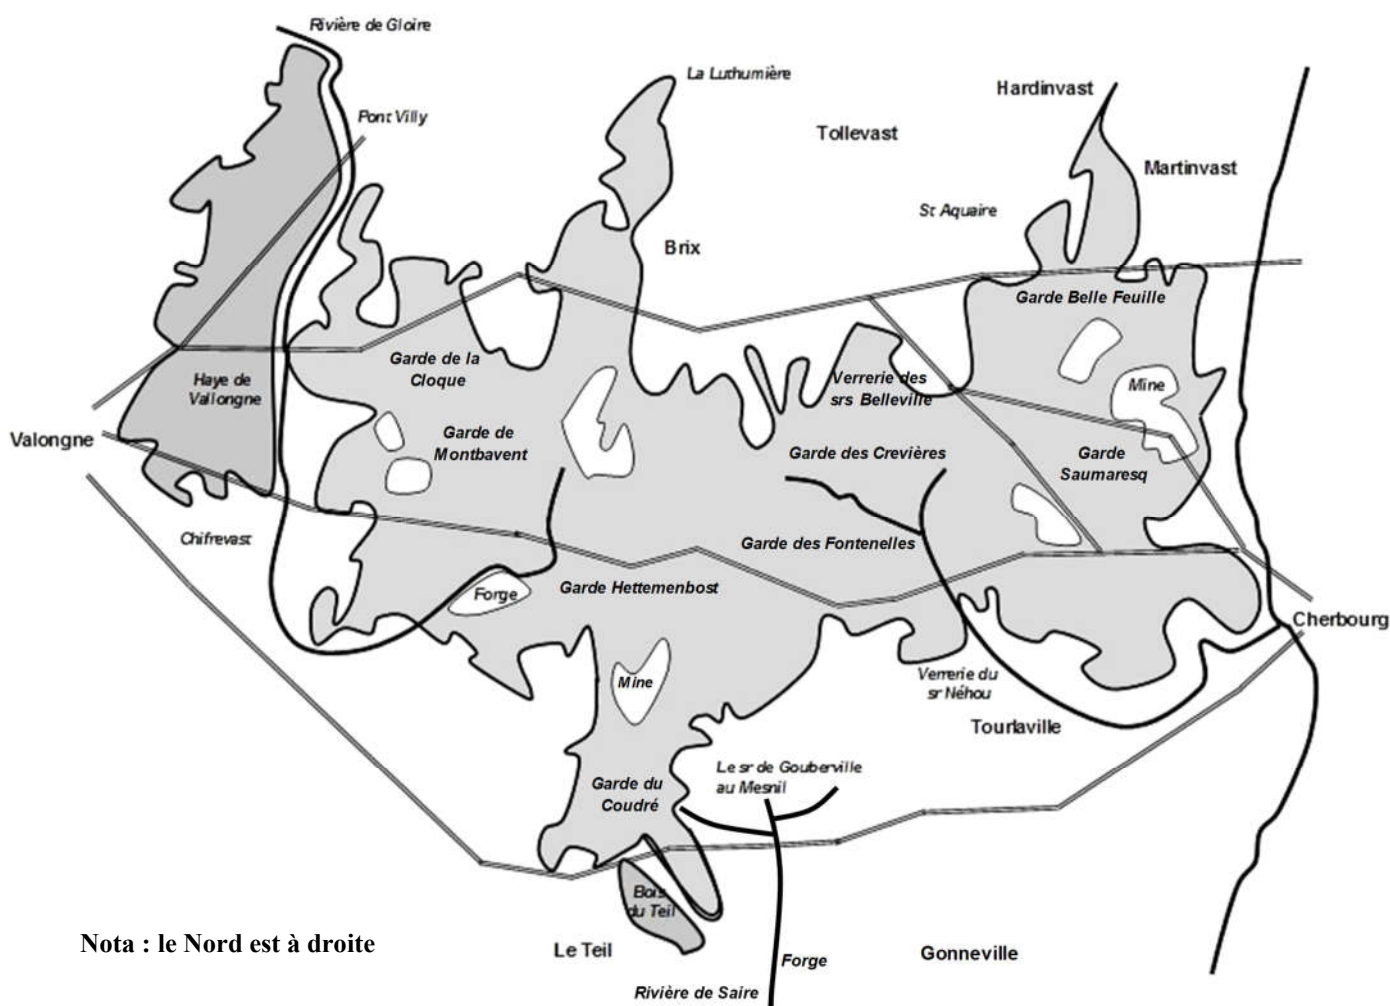 Rivière de Gloire
La Luthumière
Hardinvast
Pont Villy
Tollevast
Martinvast
St Aquaire
Brix
Garde Belle Feuille
Garde de la
Cloque
Haye de
Vallongne
Verrerie des
srs Belleville
Mine
Valongne
Garde de
Montbavent
Garde des Crevières
Garde
Saumaresq
Chifrevast
Garde des Fontenelles
Forge
Garde Hettemenbost
Cherbourg
Mine
Verrerie du
sr Néhou
Tourlaville
Le sr de Gouberville
au Mesnil
Garde du
Coudré
Bois
du Teil
Nota : le Nord est à droite
Le Teil
Forge
Gonneville
Rivière de Saire